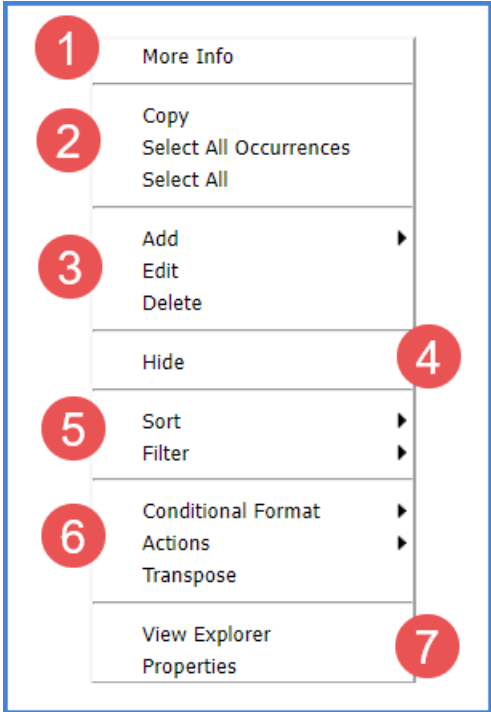 1
More Info
2
Copy
Select All Occurrences
Select All
3
Add
Edit
Delete
Hide
4
5
Sort
Filter
6
Conditional Format
Actions
Transpose
View Explorer
7
Properties